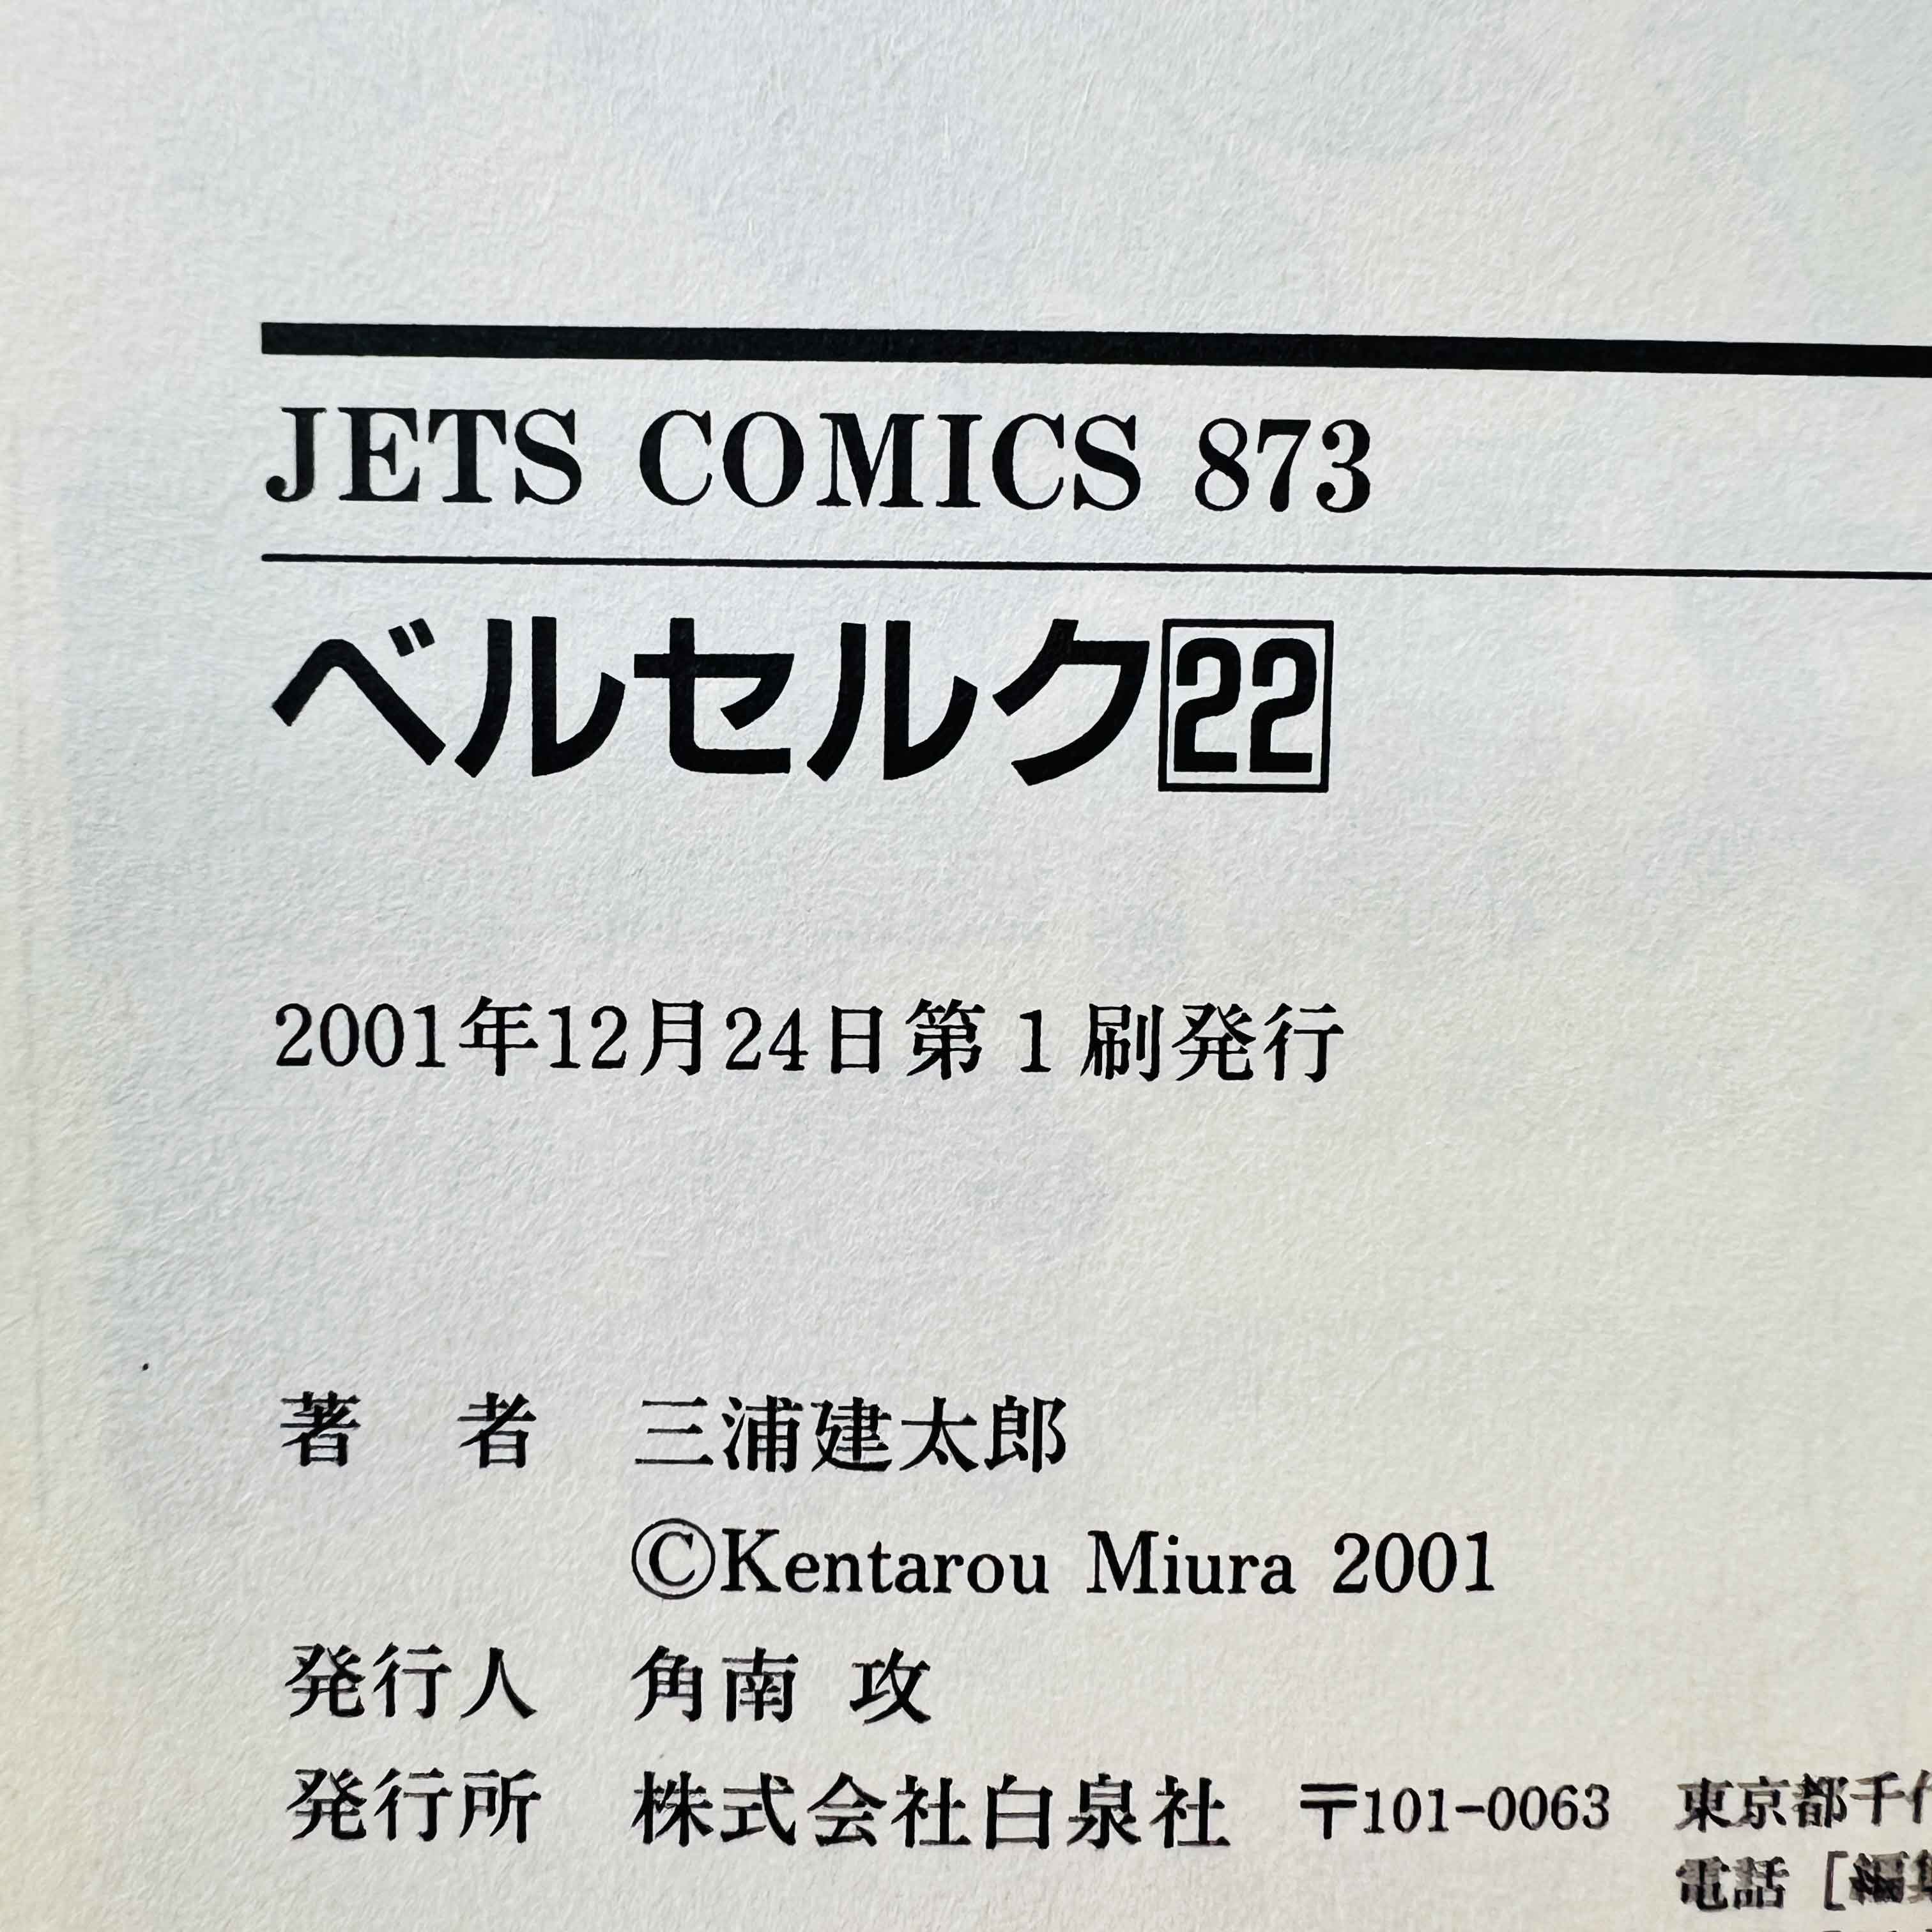 JETS COMICS 873
ベルセルク22
2001年12月24日第1刷発行
著 者 三浦建太郎
©Kentarou Miura 2001
発行人 角南 攻
発行所 株式会社白泉社 〒101-0063 東京都千
電話［編